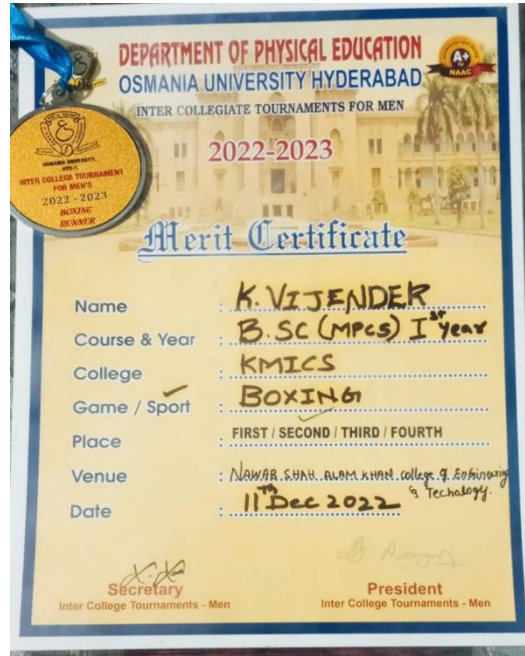 DEPARTMENT OF PHYSICAL EDUCATION
OSMANIA UNIVERSITY HYDERABAD
A+
NAAC
INTER COLLEGIATE TOURNAMENTS FOR MEN
2022-2023
OSMANIA UNIVERSITY,
HYD-7.
INTER COLLEGE TOURNAMENT
FOR MEN'S
2022 - 2023
BOXING
RUNNER
Merit Certificate
Name : K. VIJENDER
Course & Year : B.SC (MPCS) Ist Year
College : KMICS
Game / Sport : BOXING
Place : FIRST / SECOND / THIRD / FOURTH
Venue : NAWAB SHAH ALAM KHAN college of Engineering
& Techalogy.
Date : 11th Dec 2022
Secretary
Inter College Tournaments - Men
President
Inter College Tournaments - Men